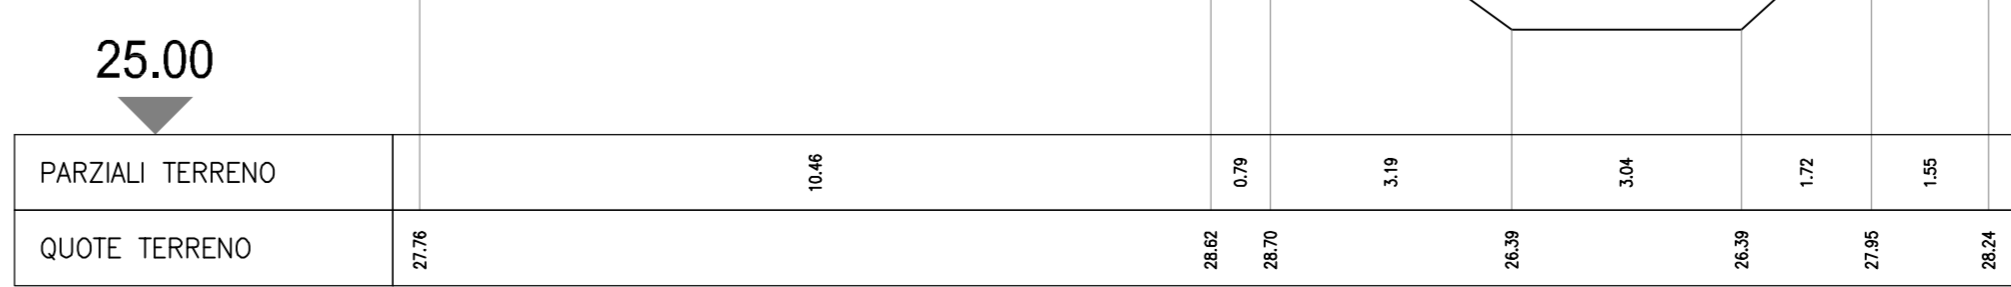 25.00
PARZIALI TERRENO 10.46 0.79 3.19 3.04 1.72 1.55
QUOTE TERRENO 27.76 28.62 28.70 26.39 26.39 27.95 28.24